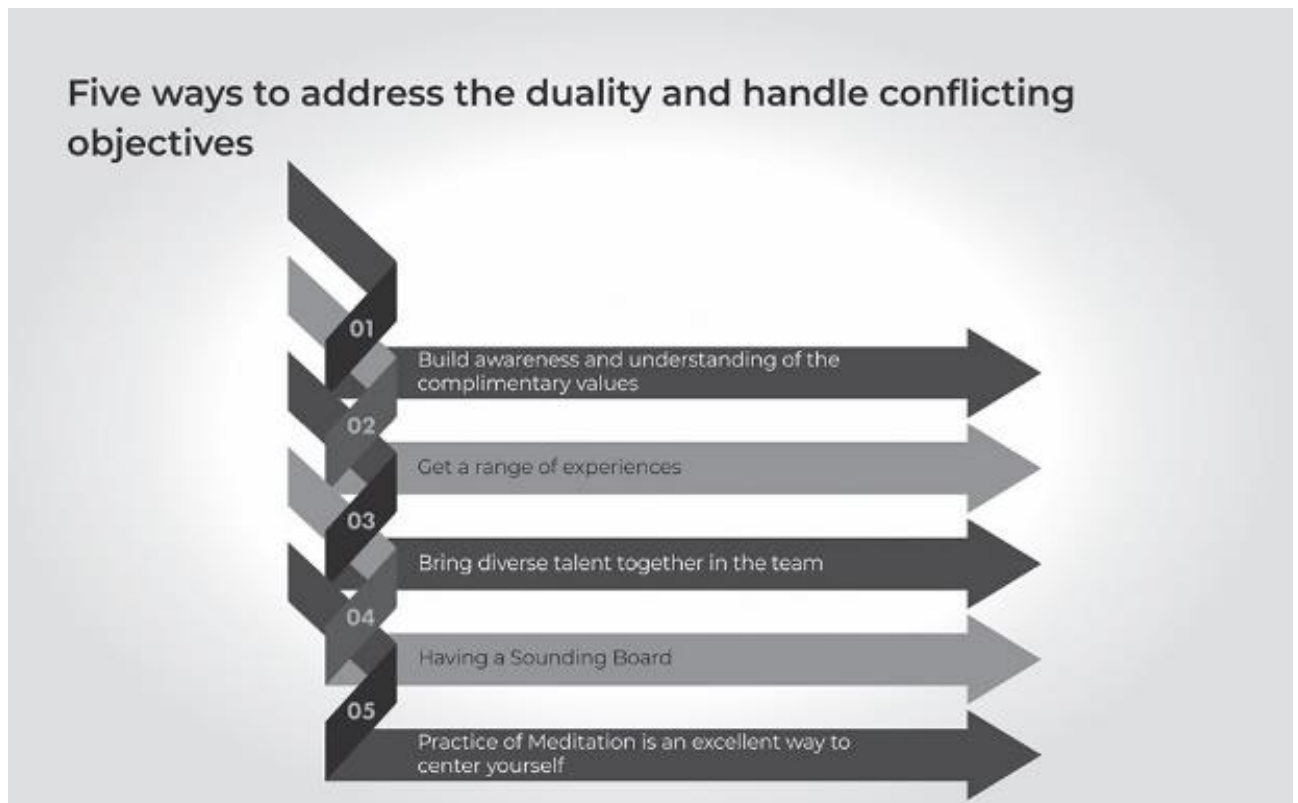 Five ways to address the duality and handle conflicting
objectives
01
Build awareness and understanding of the
complimentary values
02
Get a range of experiences
03
Bring diverse talent together in the team
04
Having a Sounding Board
05
Practice of Meditation is an excellent way to
center yourself